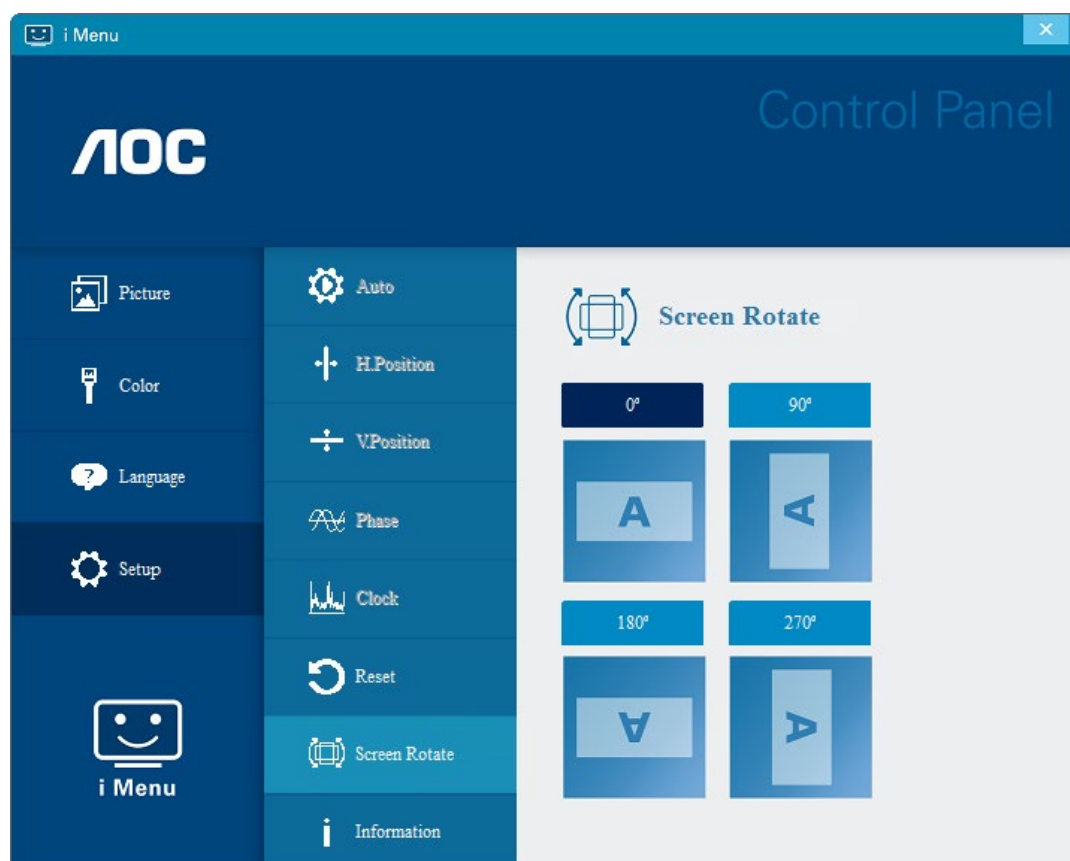 i Menu
Control Panel
AOC
Picture
Color
Language
Setup
i Menu
Auto
H.Position
V.Position
Phase
Clock
Reset
Screen Rotate
Information
Screen Rotate
0°
90°
A
A
180°
270°
A
A